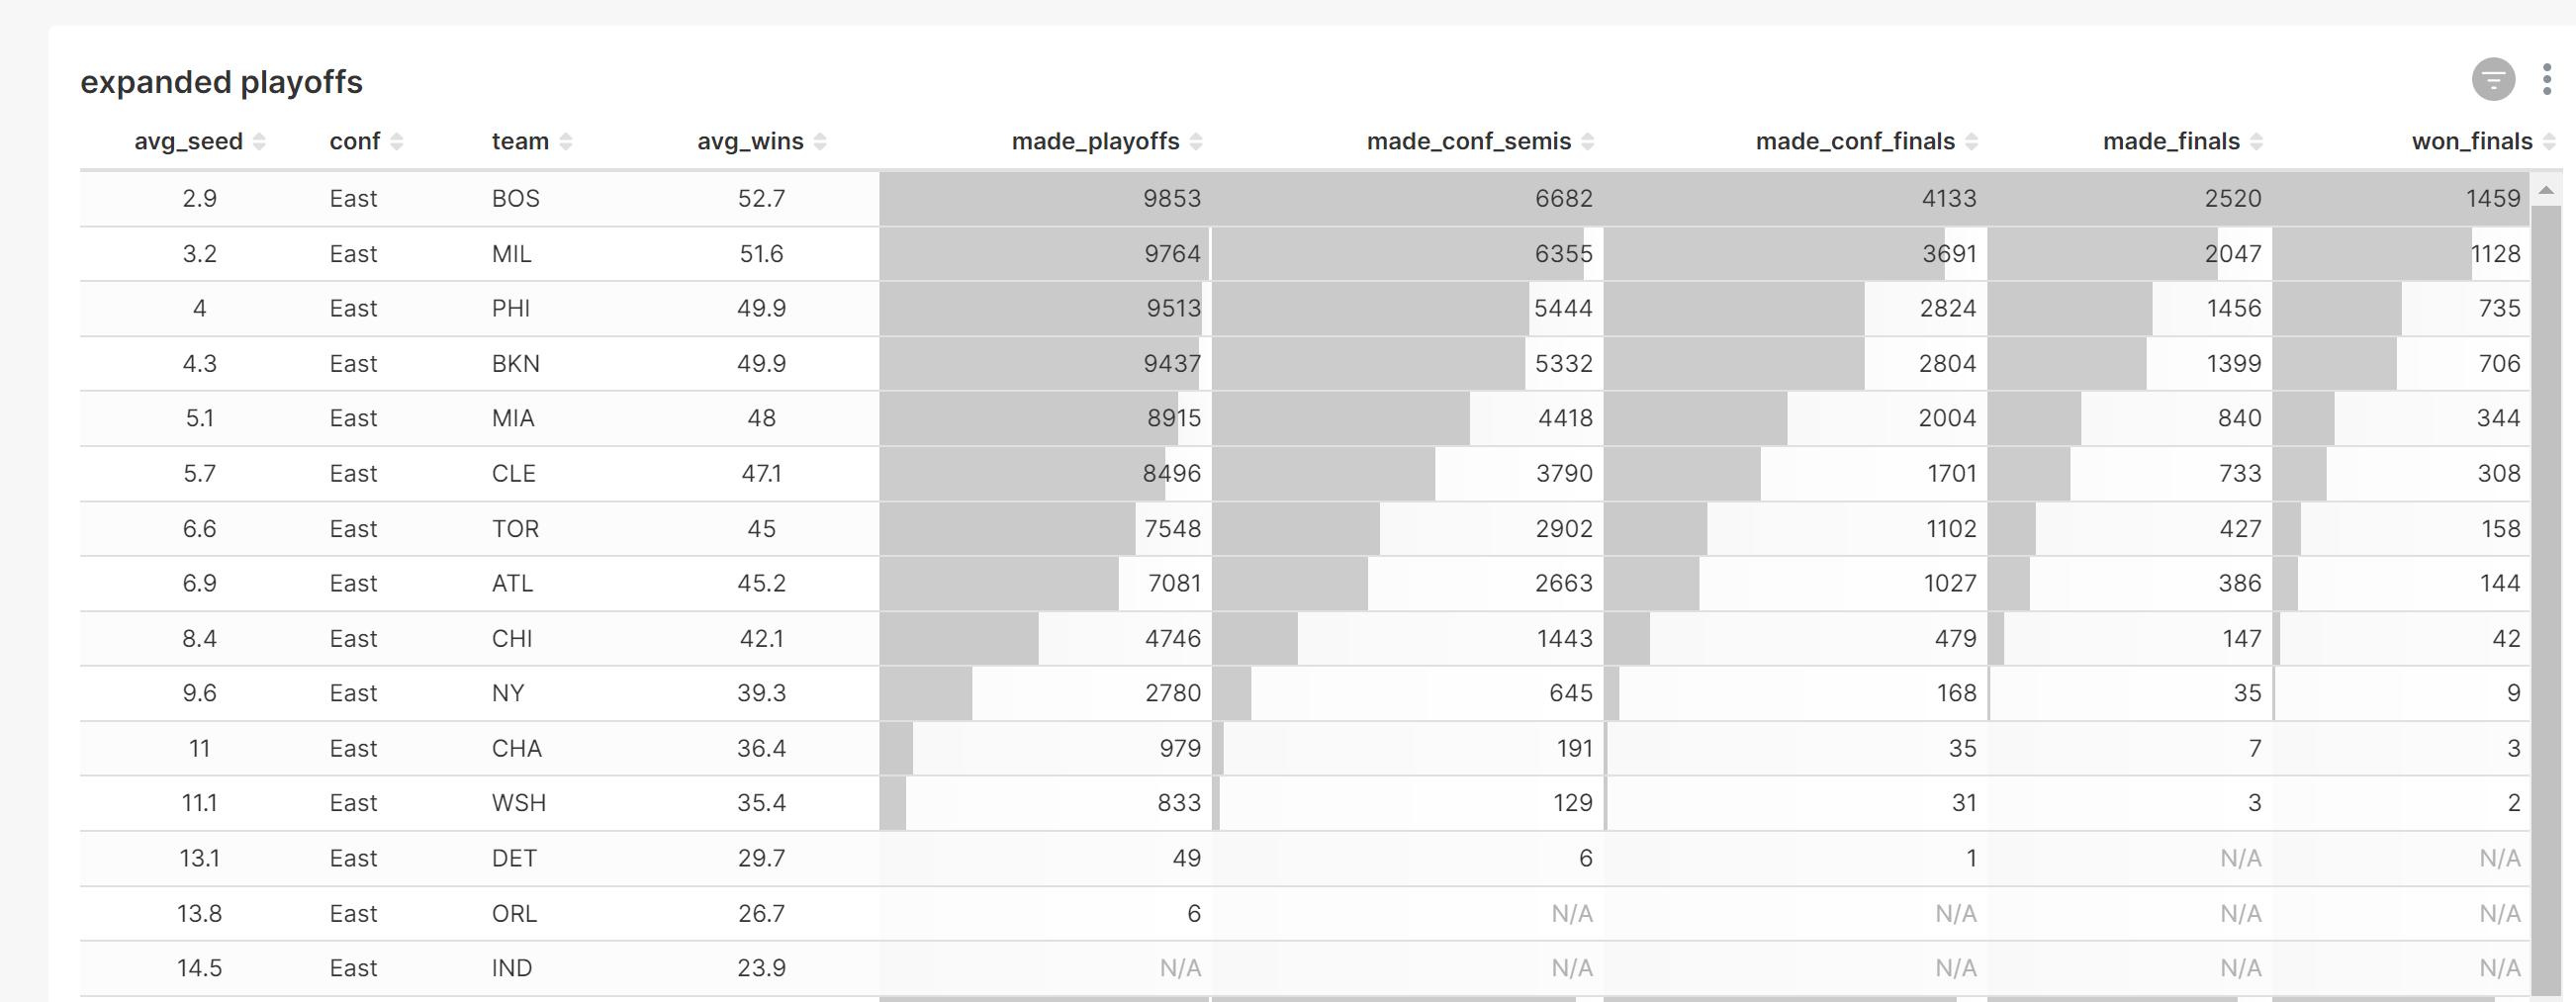 expanded playoffs
avg_seed conf team avg_wins made_playoffs made_conf_semis made_conf_finals made_finals won_finals
2.9 East BOS 52.7 9853 6682 4133 2520 1459
3.2 East MIL 51.6 9764 6355 3691 2047 1128
4 East PHI 49.9 9513 5444 2824 1456 735
4.3 East BKN 49.9 9437 5332 2804 1399 706
5.1 East MIA 48 8915 4418 2004 840 344
5.7 East CLE 47.1 8496 3790 1701 733 308
6.6 East TOR 45 7548 2902 1102 427 158
6.9 East ATL 45.2 7081 2663 1027 386 144
8.4 East CHI 42.1 4746 1443 479 147 42
9.6 East NY 39.3 2780 645 168 35 9
11 East CHA 36.4 979 191 35 7 3
11.1 East WSH 35.4 833 129 31 3 2
13.1 East DET 29.7 49 6 1 N/A N/A
13.8 East ORL 26.7 6 N/A N/A N/A N/A
14.5 East IND 23.9 N/A N/A N/A N/A N/A